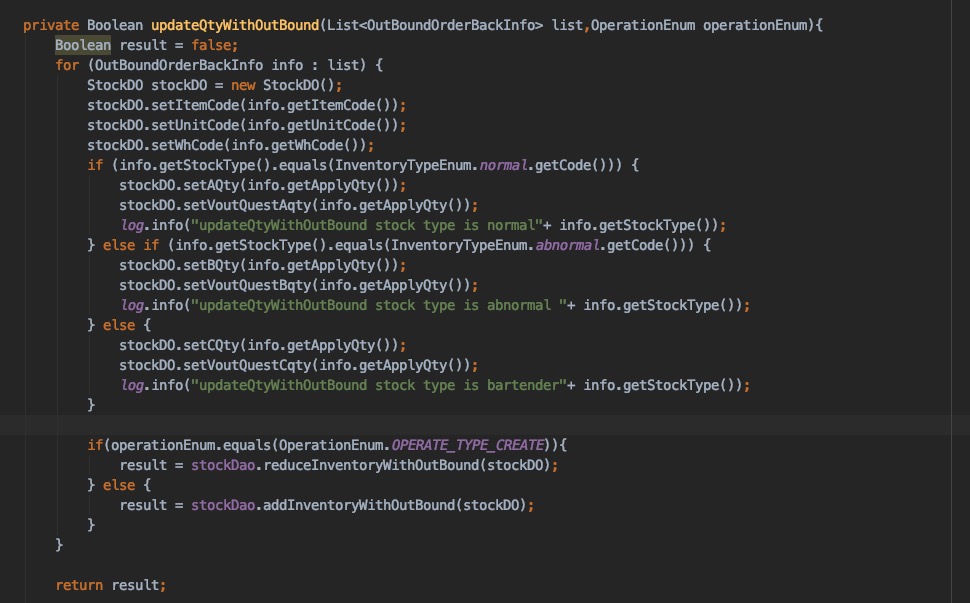 private Boolean updateQtyWithOutBound(List<OutBoundOrderBackInfo> list,OperationEnum operationEnum){
    Boolean result = false;
    for (OutBoundOrderBackInfo info : list) {
        StockDO stockDO = new StockDO();
        stockDO.setItemCode(info.getItemCode());
        stockDO.setUnitCode(info.getUnitCode());
        stockDO.setWhCode(info.getWhCode());
        if (info.getStockType().equals(InventoryTypeEnum.normal.getCode())) {
            stockDO.setAQty(info.getApplyQty());
            stockDO.setVoutQuestAqty(info.getApplyQty());
            log.info("updateQtyWithOutBound stock type is normal"+ info.getStockType());
        } else if (info.getStockType().equals(InventoryTypeEnum.abnormal.getCode())) {
            stockDO.setBQty(info.getApplyQty());
            stockDO.setVoutQuestBqty(info.getApplyQty());
            log.info("updateQtyWithOutBound stock type is abnormal "+ info.getStockType());
        } else {
            stockDO.setCQty(info.getApplyQty());
            stockDO.setVoutQuestCqty(info.getApplyQty());
            log.info("updateQtyWithOutBound stock type is bartender"+ info.getStockType());
        }
        if(operationEnum.equals(OperationEnum.OPERATE_TYPE_CREATE)){
            result = stockDao.reduceInventoryWithOutBound(stockDO);
        } else {
            result = stockDao.addInventoryWithOutBound(stockDO);
        }
    }
    return result;